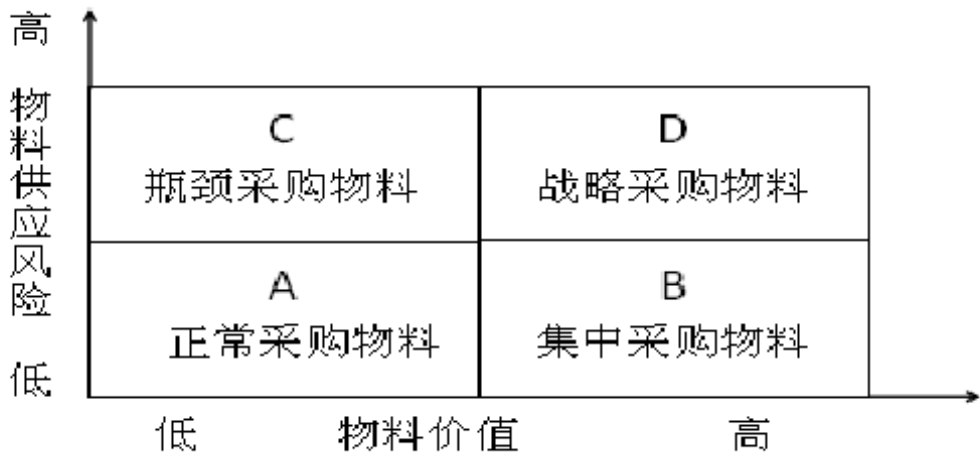 高
物料供应风险
低
C
瓶颈采购物料
D
战略采购物料
A
正常采购物料
B
集中采购物料
低 物料价值 高